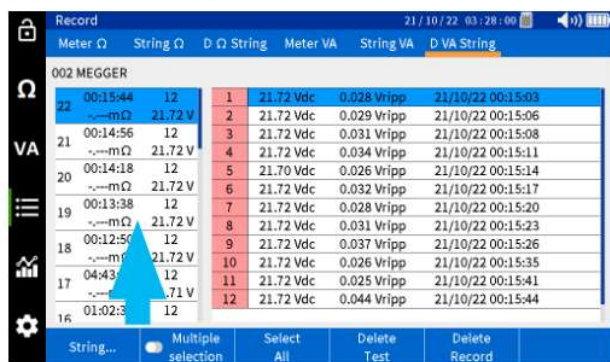 Record 21/10/22 03:28:00
Meter Ω String Ω D Ω String Meter VA String VA D VA String
002 MEGGER
Ω
VA
22 00:15:44 12
-.---mΩ 21.72 V
21 00:14:56 12
-.---mΩ 21.72 V
20 00:14:18 12
-.---mΩ 21.72 V
19 00:13:38 12
-.---mΩ 21.72 V
18 00:12:50 12
-.---mΩ 21.72 V
17 04:43 12
.71 V
16 01:02:3 12
1 21.72 Vdc 0.028 Vripp 21/10/22 00:15:03
2 21.72 Vdc 0.029 Vripp 21/10/22 00:15:06
3 21.72 Vdc 0.031 Vripp 21/10/22 00:15:08
4 21.72 Vdc 0.034 Vripp 21/10/22 00:15:11
5 21.70 Vdc 0.026 Vripp 21/10/22 00:15:14
6 21.72 Vdc 0.032 Vripp 21/10/22 00:15:17
7 21.72 Vdc 0.028 Vripp 21/10/22 00:15:20
8 21.72 Vdc 0.031 Vripp 21/10/22 00:15:23
9 21.72 Vdc 0.037 Vripp 21/10/22 00:15:26
10 21.72 Vdc 0.026 Vripp 21/10/22 00:15:35
11 21.72 Vdc 0.025 Vripp 21/10/22 00:15:41
12 21.72 Vdc 0.044 Vripp 21/10/22 00:15:44
String...
Multiple
selection
Select
All
Delete
Test
Delete
Record